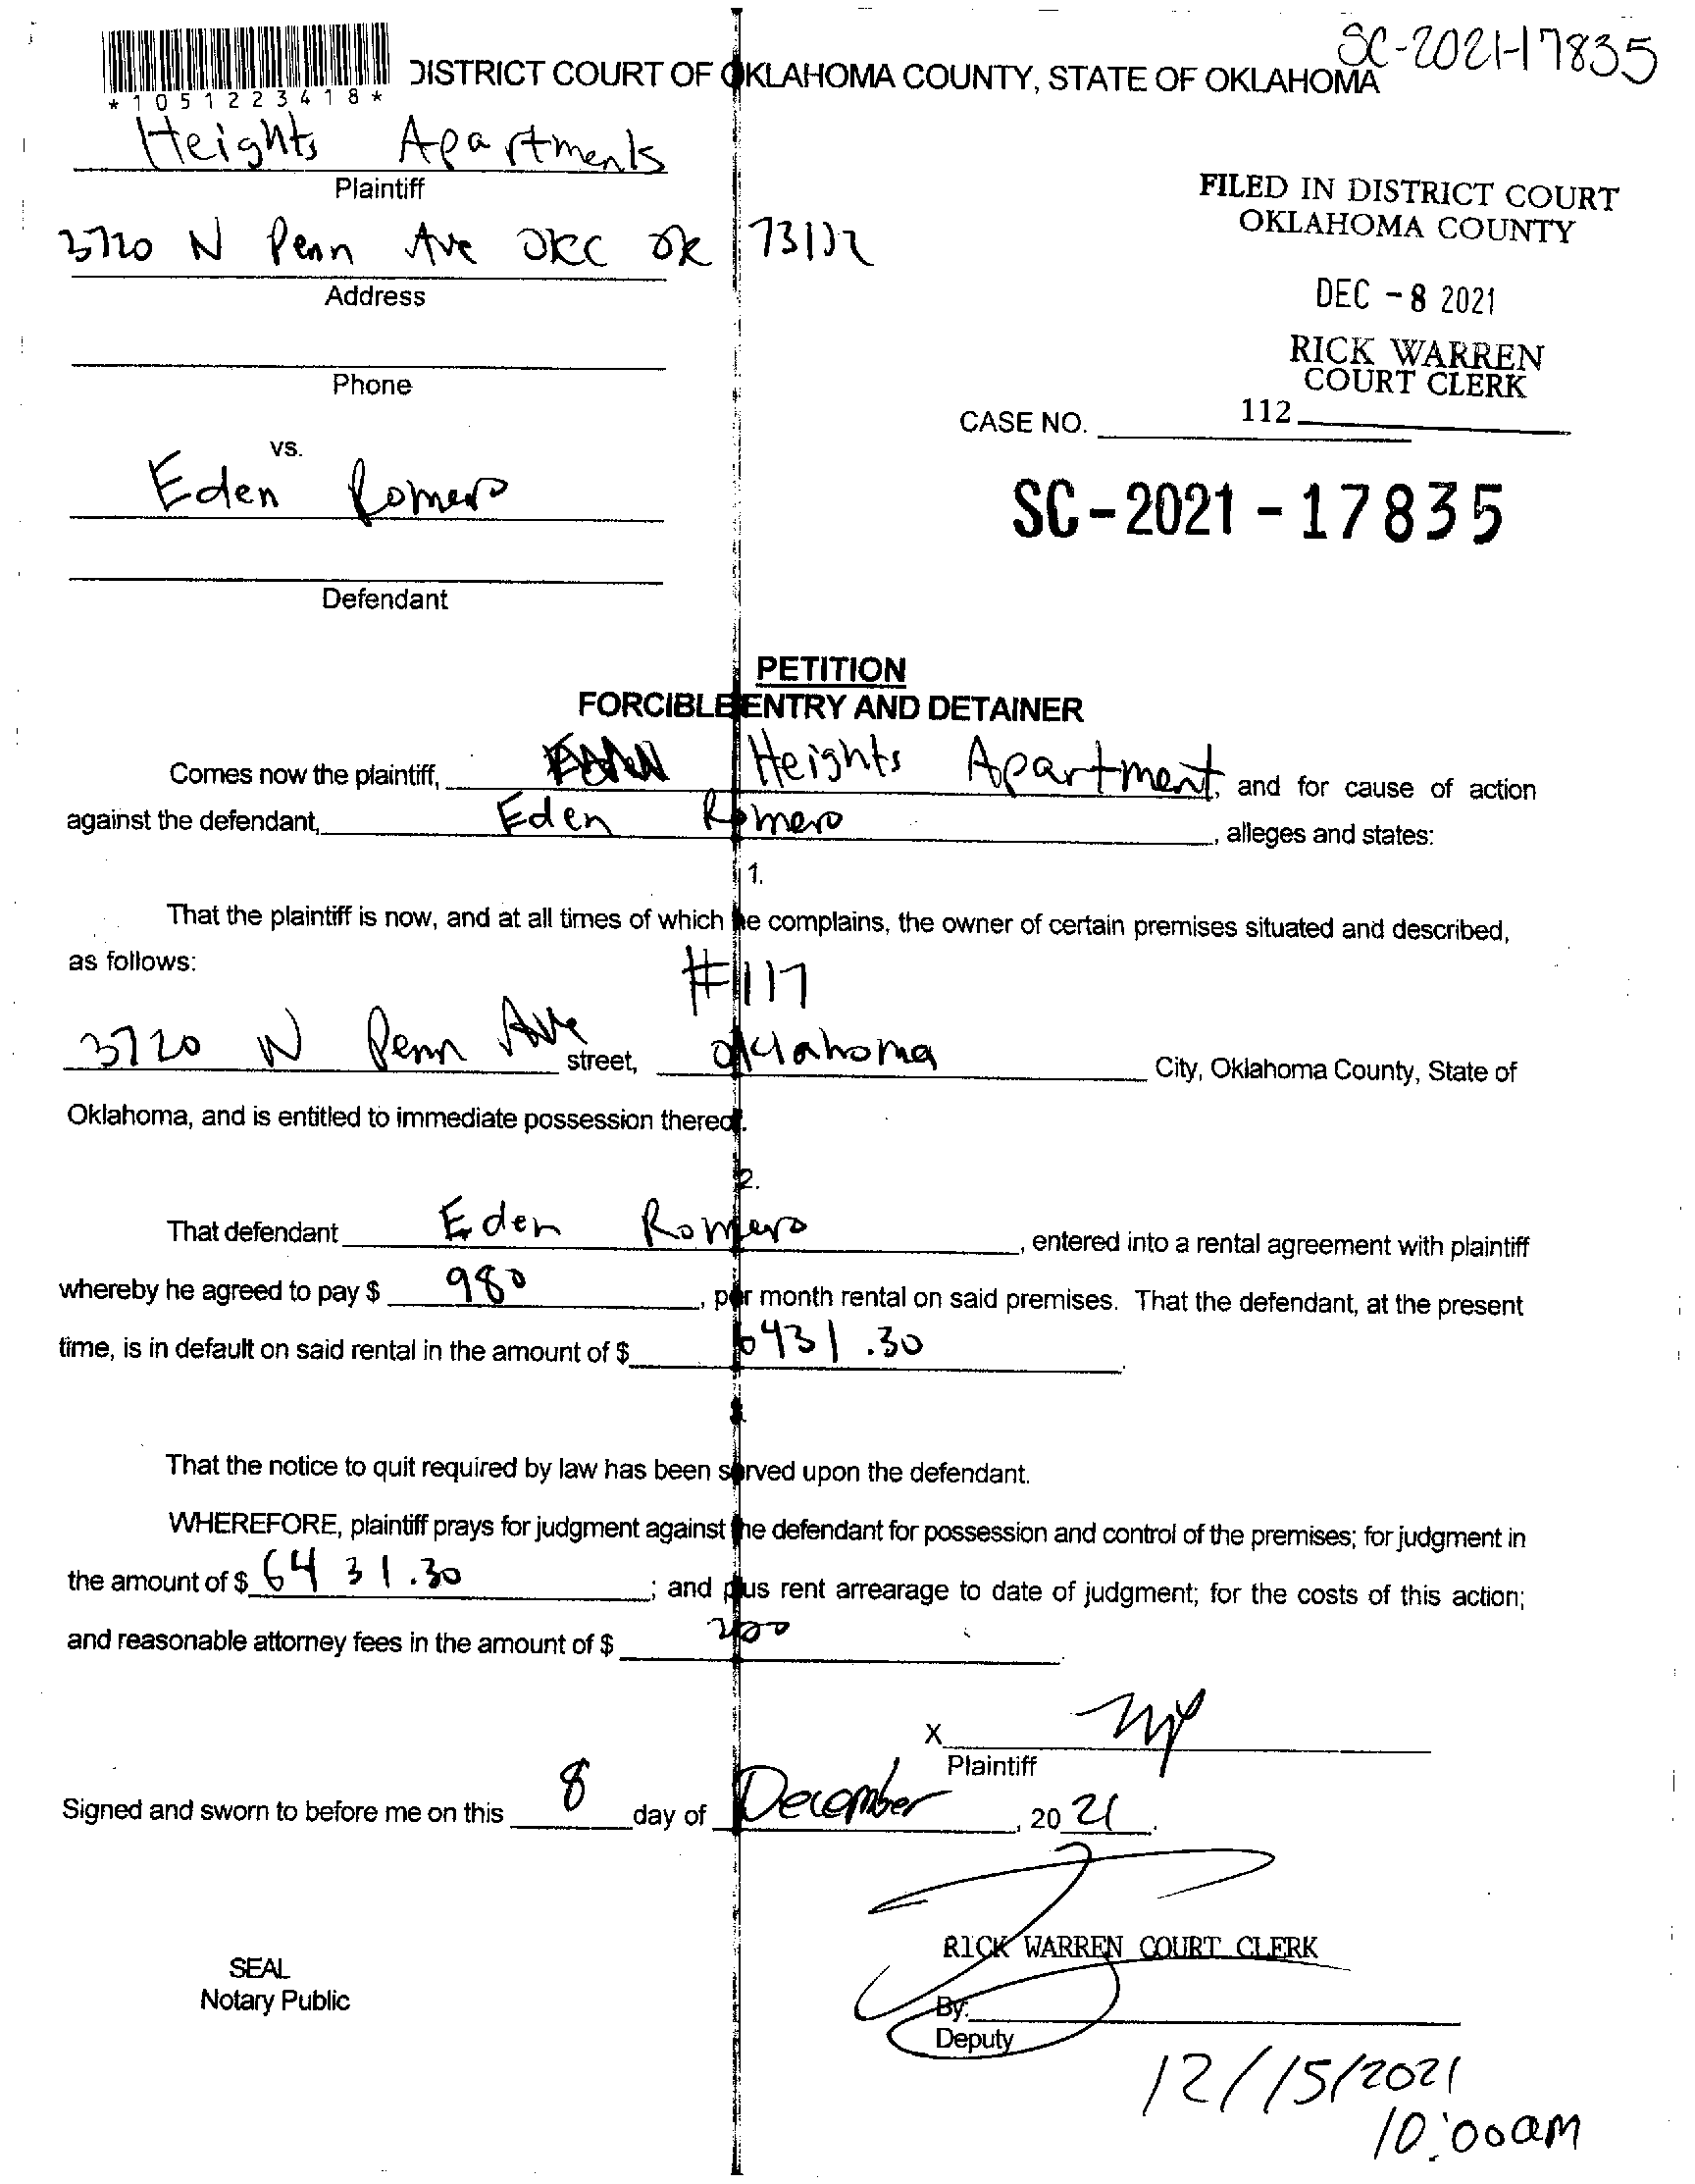 SC-2021-17835
*1051223418*
DISTRICT COURT OF OKLAHOMA COUNTY, STATE OF OKLAHOMA
Heights Apartments
Plaintiff
FILED IN DISTRICT COURT
OKLAHOMA COUNTY
3720 N Penn Ave OKC OK 73112
Address
DEC - 8 2021
RICK WARREN
COURT CLERK
Phone
112
CASE NO.
vs.
Eden Romero
SC-2021-17835
Defendant
PETITION
FORCIBLE ENTRY AND DETAINER
Comes now the plaintiff, Heights Apartment, and for cause of action
against the defendant, Eden Romero, alleges and states:
1.
That the plaintiff is now, and at all times of which he complains, the owner of certain premises situated and described,
as follows:
#117
3720 N Penn Ave street, oklahoma City, Oklahoma County, State of
Oklahoma, and is entitled to immediate possession thereof.
2.
That defendant Eden Romero, entered into a rental agreement with plaintiff
whereby he agreed to pay $ 980, per month rental on said premises. That the defendant, at the present
time, is in default on said rental in the amount of $ 6431.30.
That the notice to quit required by law has been served upon the defendant.
WHEREFORE, plaintiff prays for judgment against the defendant for possession and control of the premises; for judgment in
the amount of $ 6431.30; and plus rent arrearage to date of judgment; for the costs of this action;
and reasonable attorney fees in the amount of $ 200
X
Plaintiff
Signed and sworn to before me on this 8 day of December, 2021.
RICK WARREN COURT CLERK
SEAL
Notary Public
By:
Deputy
12/15/2021
10:00am